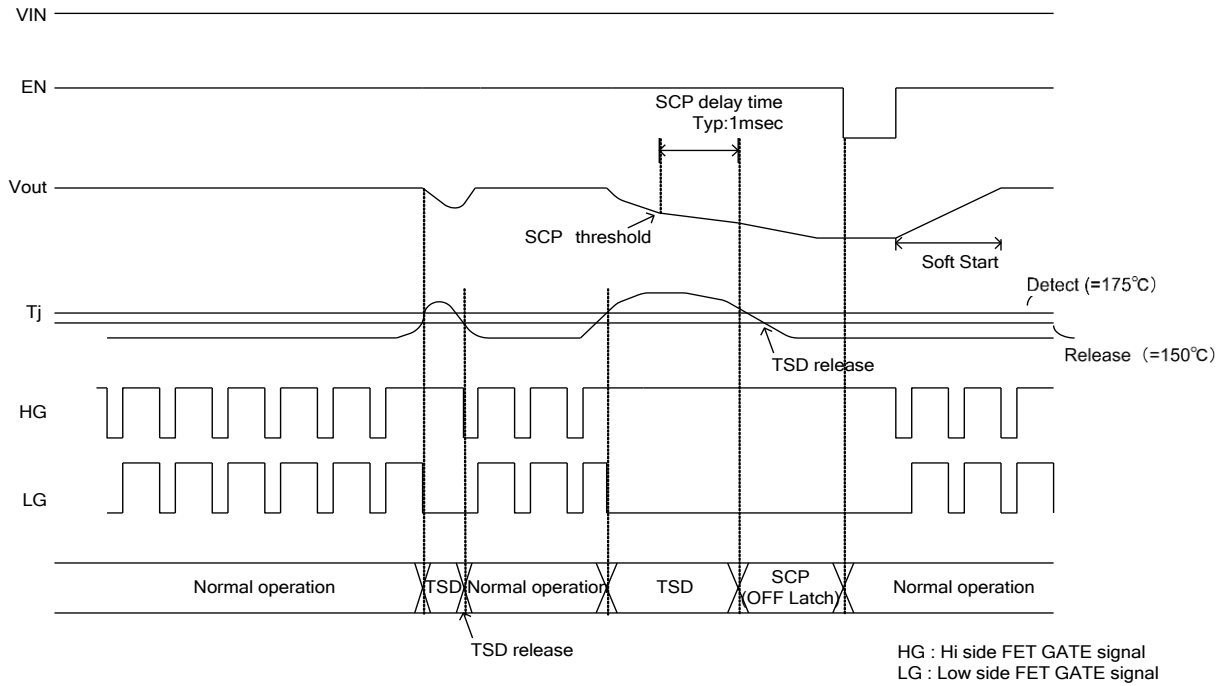 VIN
EN
SCP delay time
Typ:1msec
Vout
SCP threshold
Soft Start
Detect (=175℃)
Tj
TSD release
Release （=150℃）
HG
LG
Normal operation
TSD
Normal operation
TSD
SCP
(OFF Latch)
Normal operation
TSD release
HG : Hi side FET GATE signal
LG : Low side FET GATE signal